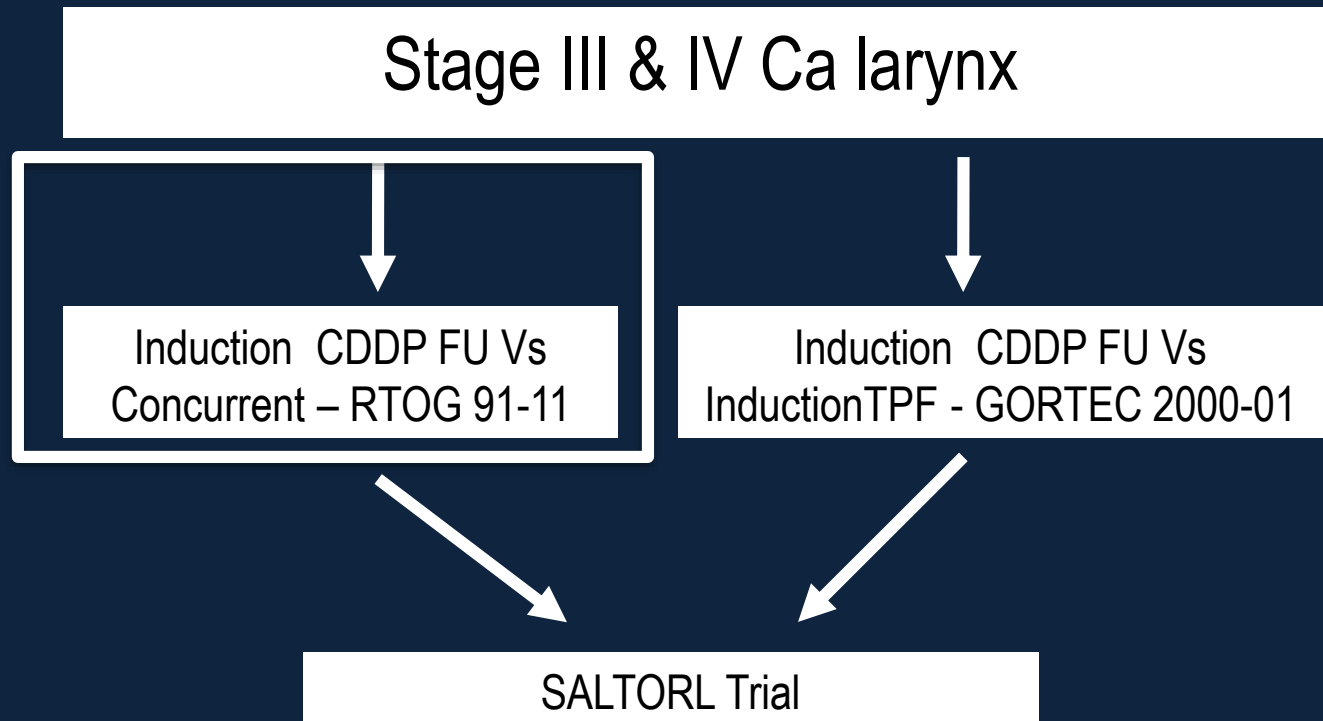 Stage III & IV Ca larynx
Induction CDDP FU Vs
Concurrent – RTOG 91-11
Induction CDDP FU Vs
InductionTPF - GORTEC 2000-01
SALTORL Trial